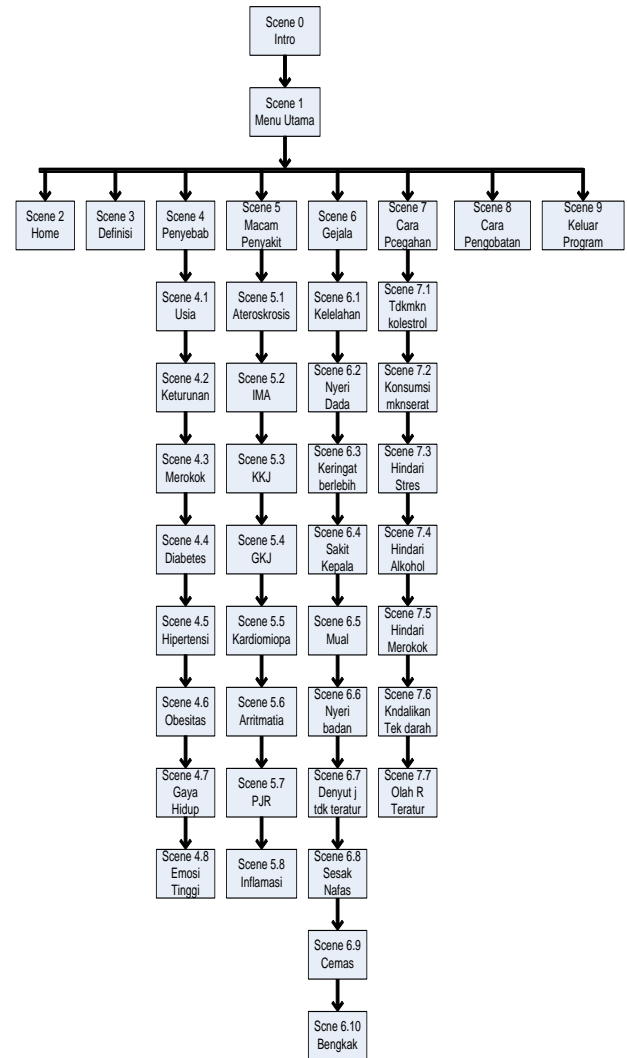 Scene 0
Intro
Scene 1
Menu Utama
Scene 2
Home
Scene 3
Definisi
Scene 4
Penyebab
Scene 5
Macam
Penyakit
Scene 6
Gejala
Scene 7
Cara
Pcegahan
Scene 8
Cara
Pengobatan
Scene 9
Keluar
Program
Scene 4.1
Usia
Scene 4.2
Keturunan
Scene 4.3
Merokok
Scene 4.4
Diabetes
Scene 4.5
Hipertensi
Scene 4.6
Obesitas
Scene 4.7
Gaya
Hidup
Scene 4.8
Emosi
Tinggi
Scene 5.1
Ateroskrosis
Scene 5.2
IMA
Scene 5.3
KKJ
Scene 5.4
GKJ
Scene 5.5
Kardiomiopa
Scene 5.6
Arritmatia
Scene 5.7
PJR
Scene 5.8
Inflamasi
Scene 6.1
Kelelahan
Scene 6.2
Nyeri
Dada
Scene 6.3
Keringat
berlebih
Scene 6.4
Sakit
Kepala
Scene 6.5
Mual
Scene 6.6
Nyeri
badan
Scene 6.7
Denyut j
tdk teratur
Scene 6.8
Sesak
Nafas
Scene 6.9
Cemas
Scne 6.10
Bengkak
Scene 7.1
Tdkmkn
kolestrol
Scene 7.2
Konsumsi
mknserat
Scene 7.3
Hindari
Stres
Scene 7.4
Hindari
Alkohol
Scene 7.5
Hindari
Merokok
Scene 7.6
Kndalikan
Tek darah
Scene 7.7
Olah R
Teratur